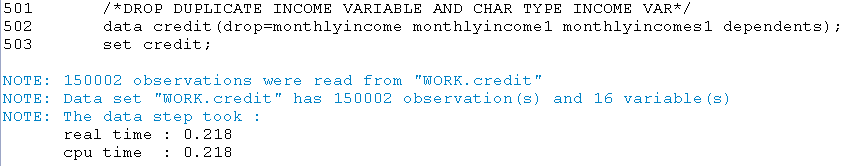 501 /*DROP DUPLICATE INCOME VARIABLE AND CHAR TYPE INCOME VAR*/
502 data credit(drop=monthlyincome monthlyincome1 monthlyincomes1 dependents);
503 set credit;
NOTE: 150002 observations were read from "WORK.credit"
NOTE: Data set "WORK.credit" has 150002 observation(s) and 16 variable(s)
NOTE: The data step took :
real time : 0.218
cpu time : 0.218